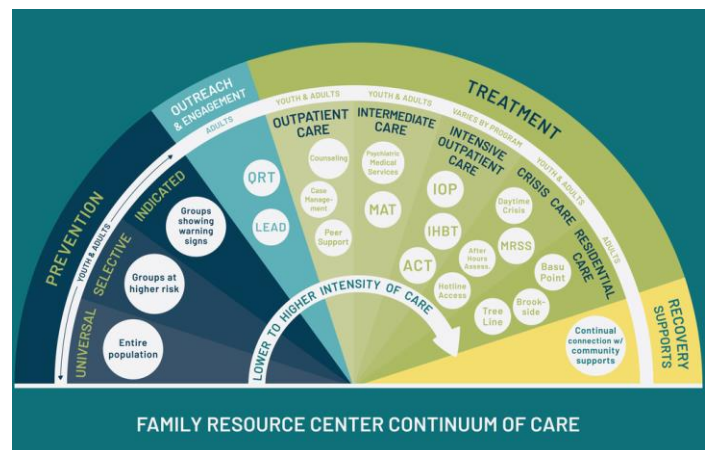 PREVENTION
YOUTH & ADULTS
UNIVERSAL
Entire
population
SELECTIVE
Groups at
higher risk
INDICATED
Groups
showing
warning
signs
OUTREACH
& ENGAGEMENT
ADULTS
QRT
LEAD
TREATMENT
YOUTH & ADULTS
OUTPATIENT
CARE
Counseling
Case
Manage-
ment
Peer
Support
YOUTH & ADULTS
INTERMEDIATE
CARE
Psychiatric
Medical
Services
MAT
VARIES BY PROGRAM
INTENSIVE
OUTPATIENT
CARE
IOP
IHBT
ACT
YOUTH & ADULTS
CRISIS CARE
Daytime
Crisis
MRSS
After
Hours
Assess.
Hotline
Access
ADULTS
RESIDENTIAL
CARE
Basu
Point
Brook-
side
Tree
Line
RECOVERY
SUPPORTS
Continual
connection w/
community
supports
LOWER TO HIGHER INTENSITY OF CARE
FAMILY RESOURCE CENTER CONTINUUM OF CARE